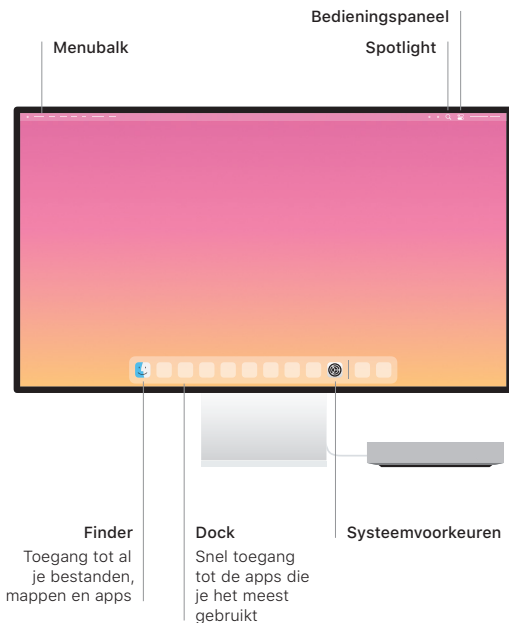 Bedieningspaneel
Menubalk
Spotlight
Finder
Toegang tot al
je bestanden,
mappen en apps
Dock
Snel toegang
tot de apps die
je het meest
gebruikt
Systeemvoorkeuren